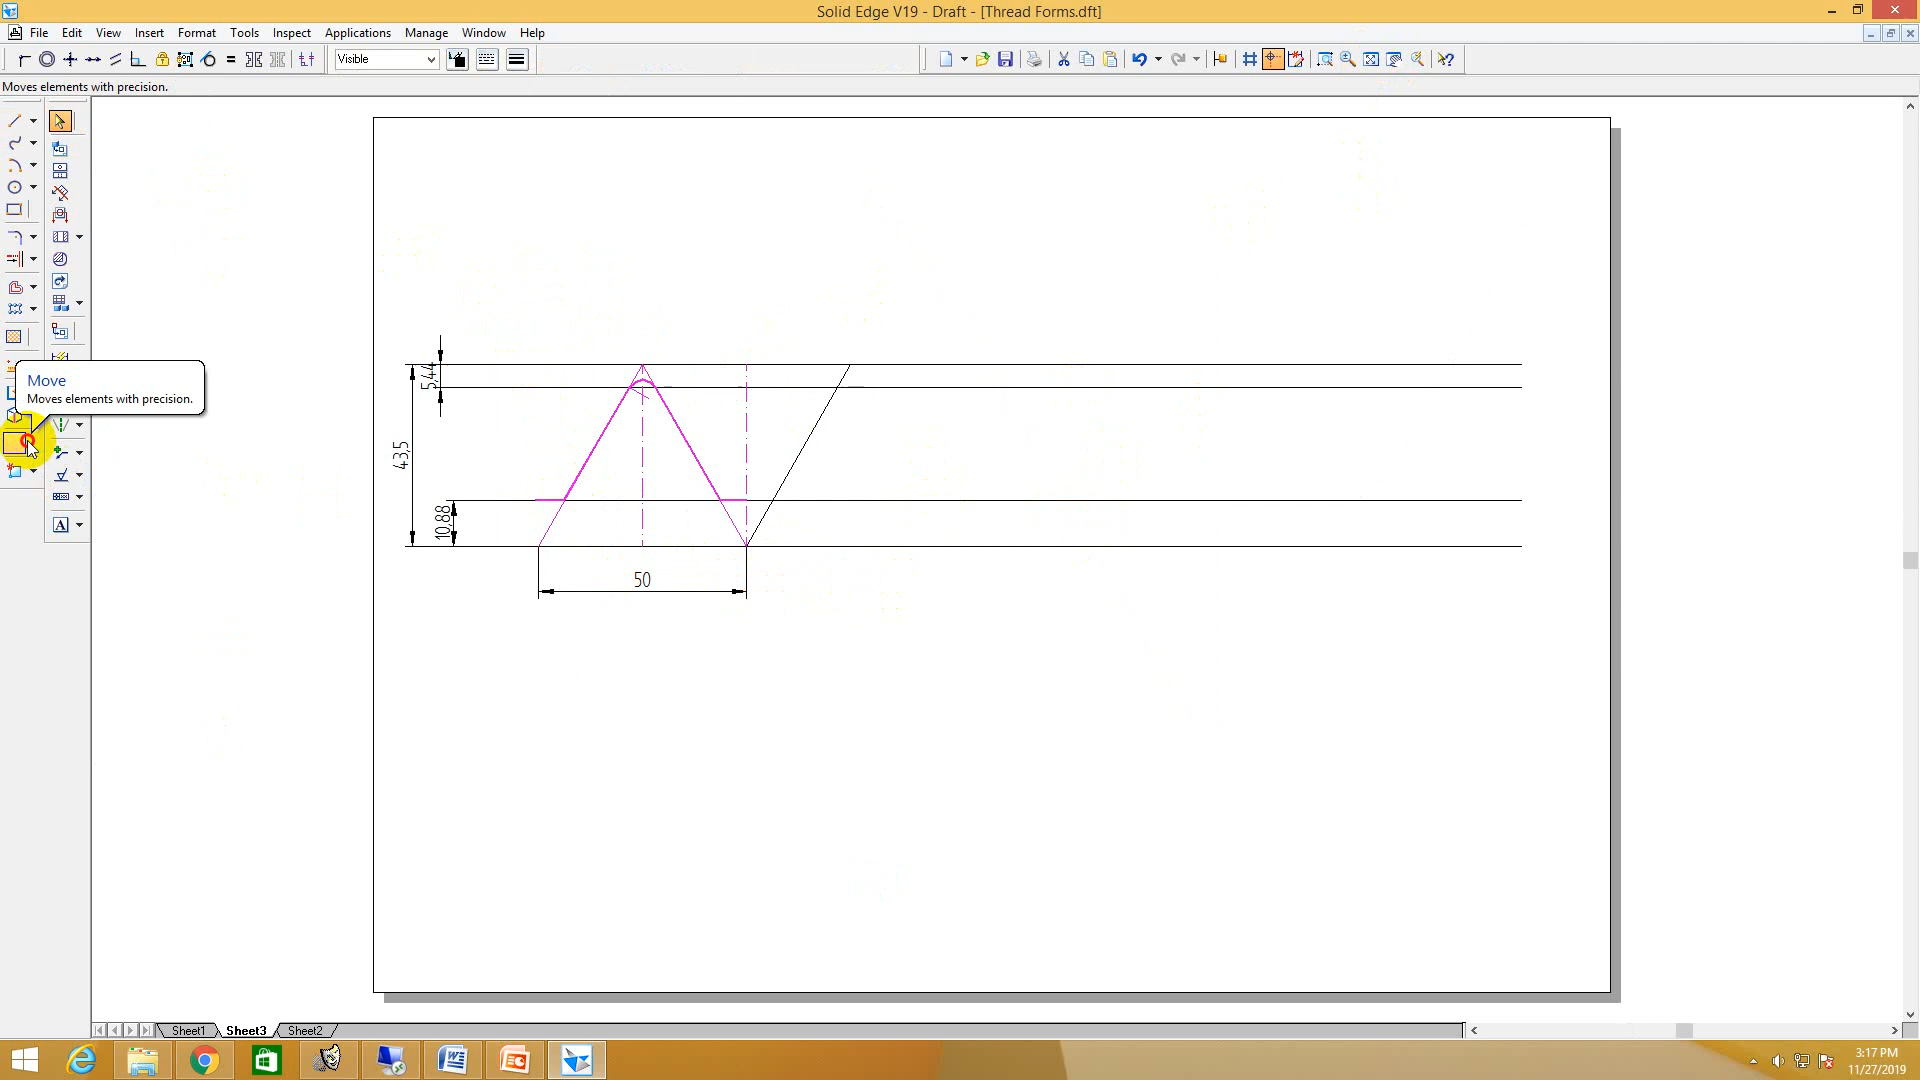 Solid Edge V19 - Draft - [Thread Forms.dft]
File Edit View Insert Format Tools Inspect Applications Manage Window Help
Visible
Moves elements with precision.
Move
Moves elements with precision.
A
5,44
43,5
10,88
50
Sheet1 Sheet3 Sheet2
3:17 PM
11/27/2019